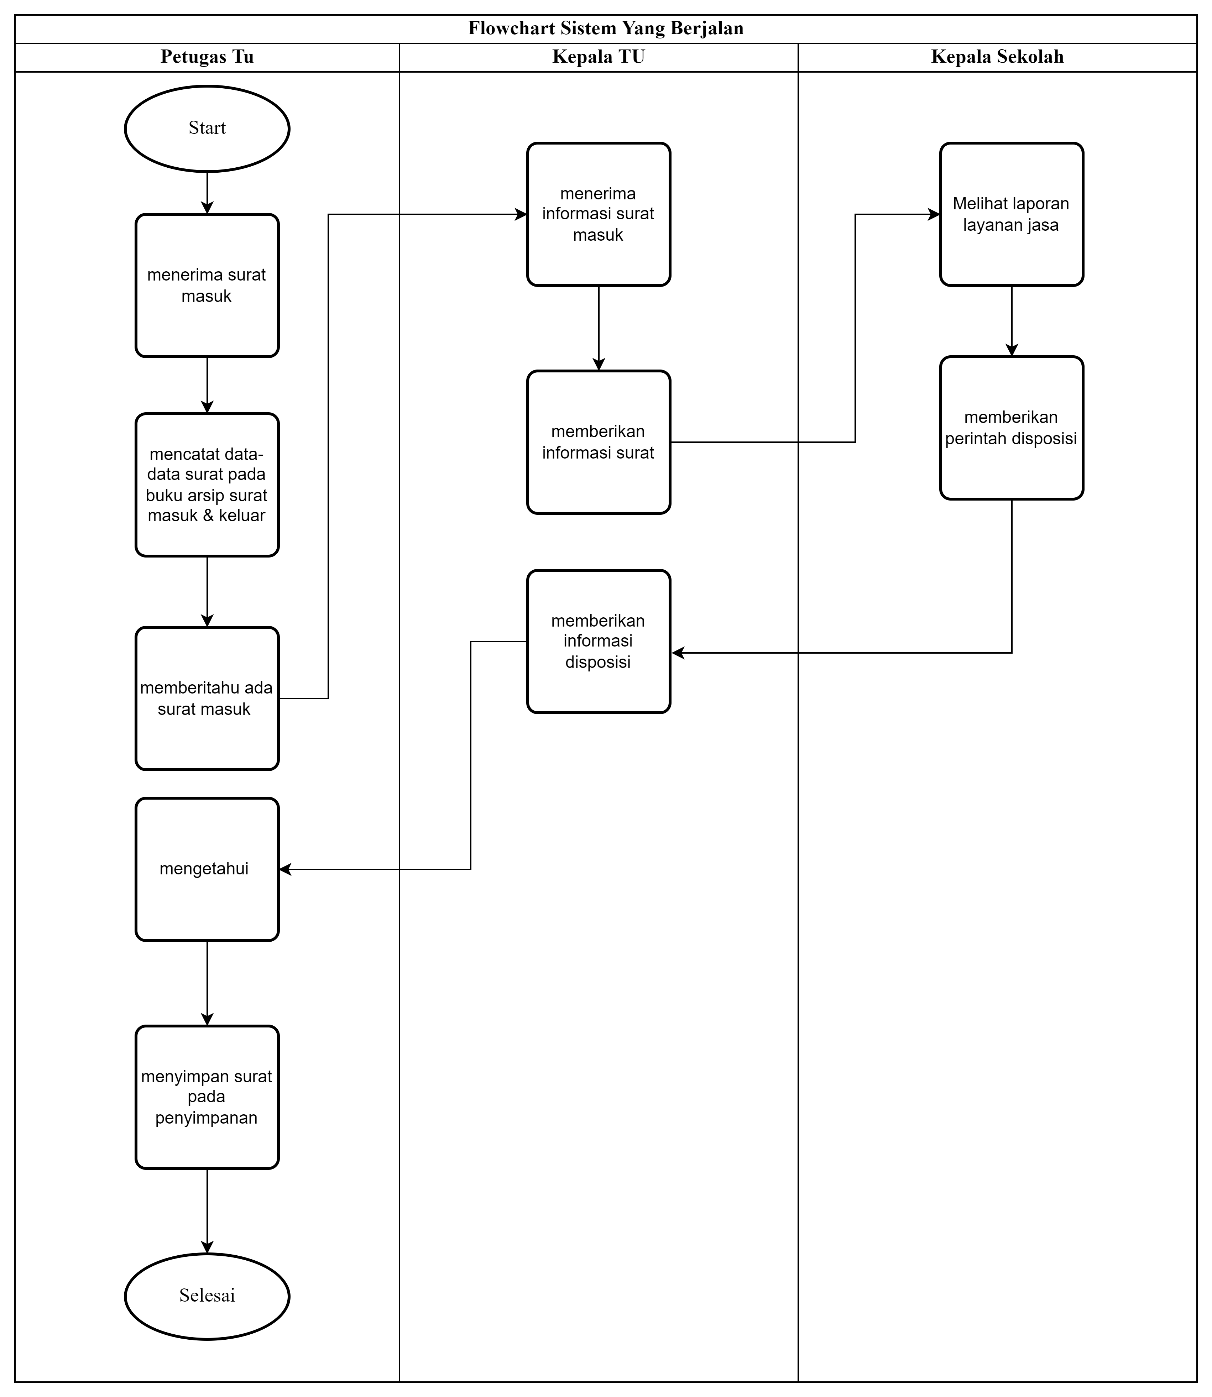 Flowchart Sistem Yang Berjalan
Petugas Tu
Kepala TU
Kepala Sekolah
Start
menerima surat
masuk
mencatat data-
data surat pada
buku arsip surat
masuk & keluar
memberitahu ada
surat masuk
menerima
informasi surat
masuk
memberikan
informasi surat
Melihat laporan
layanan jasa
memberikan
perintah disposisi
memberikan
informasi
disposisi
mengetahui
menyimpan surat
pada
penyimpanan
Selesai